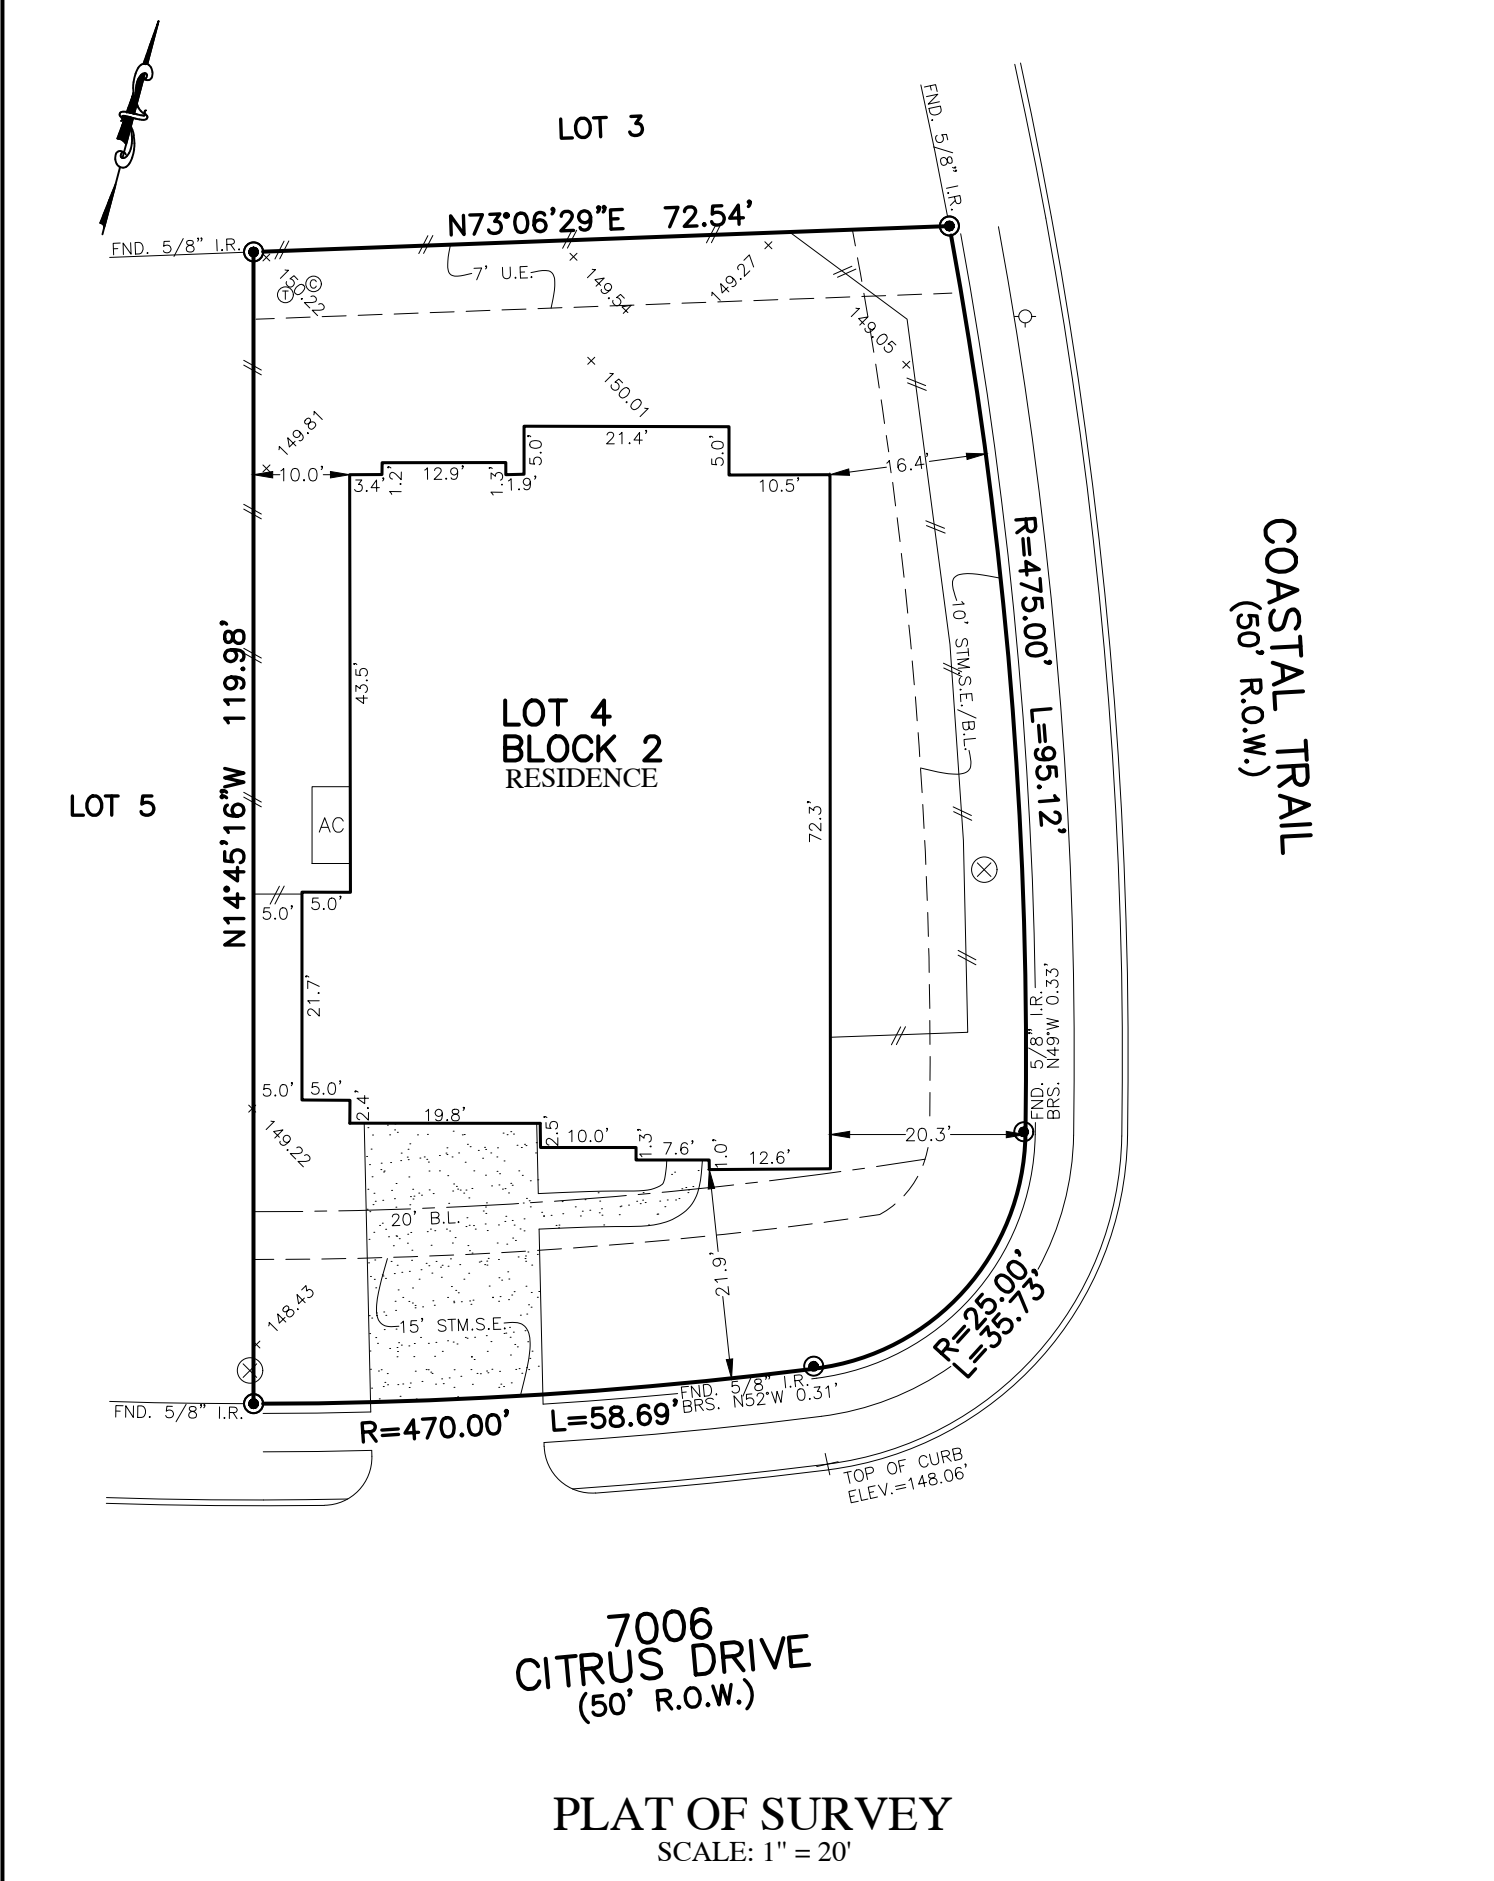 LOT 3
FND. 5/8" I.R.
N73°06'29"E 72.54'
FND. 5/8" I.R.
7' U.E.
150.22
T
C
149.54
149.27
149.05
150.01
149.81
10.0'
3.4'
1.2'
12.9'
1.3'
1.9'
5.0'
21.4'
5.0'
10.5'
16.4'
R=475.00' L=95.12'
10' STM.S.E./B.L.
COASTAL TRAIL
(50' R.O.W.)
N14°45'16"W 119.98'
43.5'
LOT 4
BLOCK 2
RESIDENCE
LOT 5
AC
72.3'
5.0'
5.0'
21.7'
FND. 5/8" I.R.
BRS. N49°W 0.33'
5.0'
5.0'
2.4'
19.8'
2.5'
10.0'
1.3'
7.6'
1.0'
12.6'
20.3'
149.22
20' B.L.
21.9'
148.43
15' STM.S.E.
R=25.00'
L=35.73'
FND. 5/8" I.R.
FND. 5/8" I.R.
BRS. N52°W 0.31'
R=470.00' L=58.69'
TOP OF CURB
ELEV.=148.06'
7006
CITRUS DRIVE
(50' R.O.W.)
PLAT OF SURVEY
SCALE: 1" = 20'